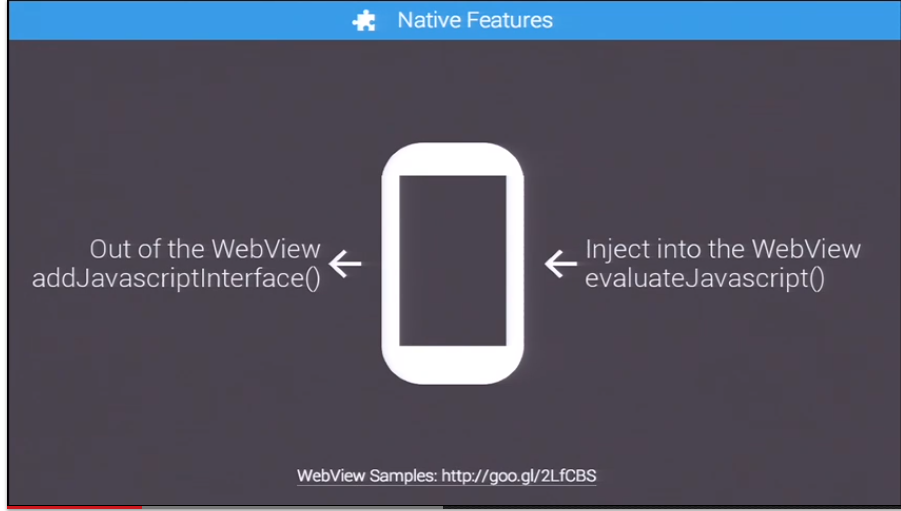 Native Features
Out of the WebView
addJavascriptInterface()
Inject into the WebView
evaluateJavascript()
WebView Samples: http://goo.gl/2LfCBS